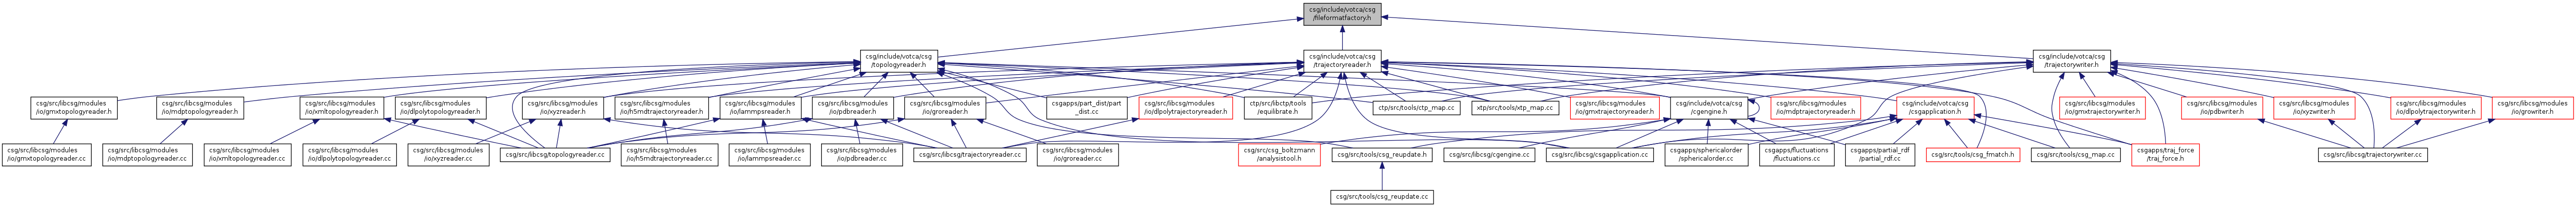 csg/include/votca/csg
/fileformatfactory.h
csg/include/votca/csg
/topologyreader.h
csg/include/votca/csg
/trajectoryreader.h
csg/include/votca/csg
/trajectorywriter.h
csg/src/libcsg/modules
/io/gmxtopologyreader.h
csg/src/libcsg/modules
/io/mdptopologyreader.h
csg/src/libcsg/modules
/io/xmltopologyreader.h
csg/src/libcsg/modules
/io/dlpolytopologyreader.h
csg/src/libcsg/modules
/io/xyzreader.h
csg/src/libcsg/modules
/io/h5mdtrajectoryreader.h
csg/src/libcsg/modules
/io/lammpsreader.h
csg/src/libcsg/modules
/io/pdbreader.h
csg/src/libcsg/modules
/io/groreader.h
csgapps/part_dist/part
_dist.cc
csg/src/libcsg/modules
/io/dlpolytrajectoryreader.h
ctp/src/libctp/tools
/equilibrate.h
ctp/src/tools/ctp_map.cc
xtp/src/tools/xtp_map.cc
csg/src/libcsg/modules
/io/gmxtrajectoryreader.h
csg/include/votca/csg
/cgengine.h
csg/src/libcsg/modules
/io/mdptrajectoryreader.h
csg/include/votca/csg
/csgapplication.h
csg/src/libcsg/modules
/io/gmxtrajectorywriter.h
csg/src/libcsg/modules
/io/pdbwriter.h
csg/src/libcsg/modules
/io/xyzwriter.h
csg/src/libcsg/modules
/io/dlpolytrajectorywriter.h
csg/src/libcsg/modules
/io/growriter.h
csg/src/libcsg/modules
/io/gmxtopologyreader.cc
csg/src/libcsg/modules
/io/mdptopologyreader.cc
csg/src/libcsg/modules
/io/xmltopologyreader.cc
csg/src/libcsg/modules
/io/dlpolytopologyreader.cc
csg/src/libcsg/modules
/io/xyzreader.cc
csg/src/libcsg/topologyreader.cc
csg/src/libcsg/modules
/io/h5mdtrajectoryreader.cc
csg/src/libcsg/modules
/io/lammpsreader.cc
csg/src/libcsg/modules
/io/pdbreader.cc
csg/src/libcsg/trajectoryreader.cc
csg/src/libcsg/modules
/io/groreader.cc
csg/src/csg_boltzmann
/analysistool.h
csg/src/tools/csg_reupdate.h
csg/src/libcsg/cgengine.cc
csg/src/libcsg/csgapplication.cc
csgapps/sphericalorder
/sphericalorder.cc
csgapps/fluctuations
/fluctuations.cc
csgapps/partial_rdf
/partial_rdf.cc
csg/src/tools/csg_fmatch.h
csg/src/tools/csg_map.cc
csgapps/traj_force
/traj_force.h
csg/src/libcsg/trajectorywriter.cc
csg/src/tools/csg_reupdate.cc